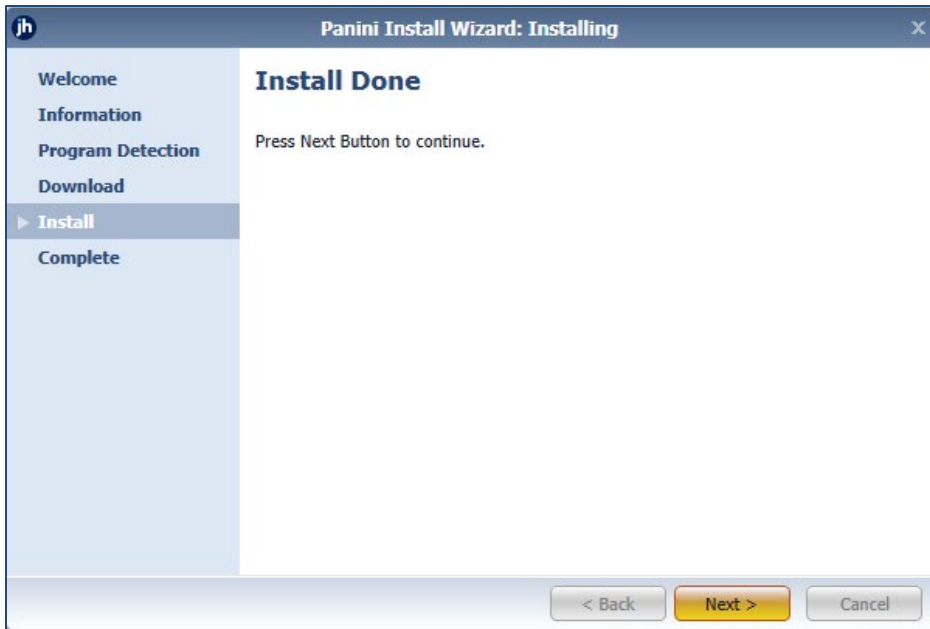 jh
Panini Install Wizard: Installing
x
Welcome
Information
Program Detection
Download
Install
Complete
Install Done
Press Next Button to continue.
< Back
Next >
Cancel